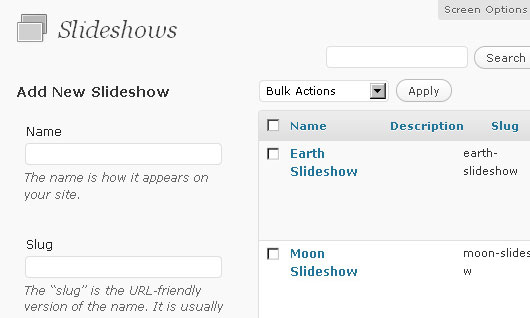 Screen Options
Slideshows
Search
Add New Slideshow
Bulk Actions
Apply
Name
Description
Slug
Name
The name is how it appears on
your site.
Earth
Slideshow
earth-
slideshow
Slug
The “slug” is the URL-friendly
version of the name. It is usually
Moon
Slideshow
moon-slides
w